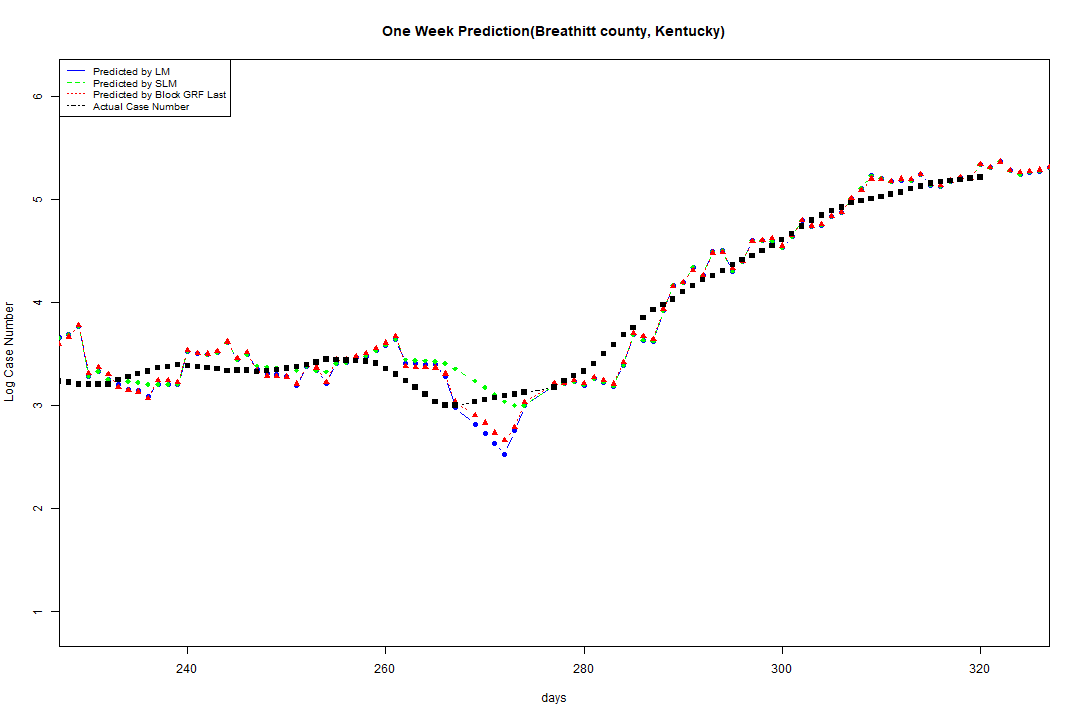 One Week Prediction(Breathitt county, Kentucky)
Predicted by LM
Predicted by SLM
Predicted by Block GRF Last
Actual Case Number
6
5
4
3
2
1
Log Case Number
240 260 280 300 320
days